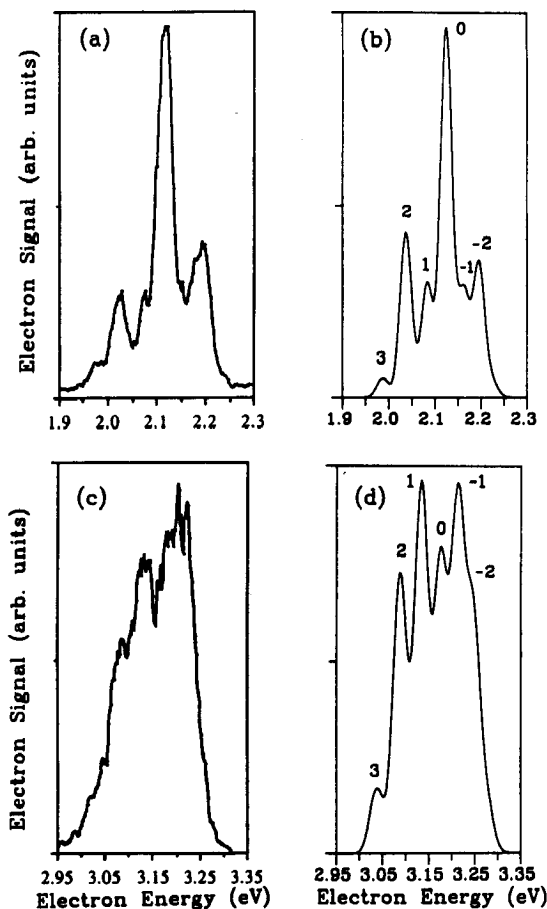 Electron Signal (arb. units)
(a)
1.9 2.0 2.1 2.2 2.3
(b)
0
2
1
-1
-2
3
1.9 2.0 2.1 2.2 2.3
Electron Signal (arb. units)
(c)
2.95 3.05 3.15 3.25 3.35
Electron Energy (eV)
(d)
1
-1
0
2
-2
3
2.95 3.05 3.15 3.25 3.35
Electron Energy (eV)